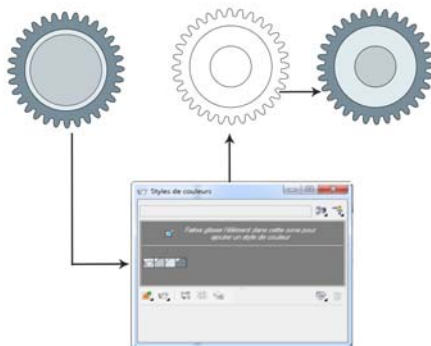 Styles de couleurs
Faites glisser l'élément dans cette zone pour
ajouter un style de couleur